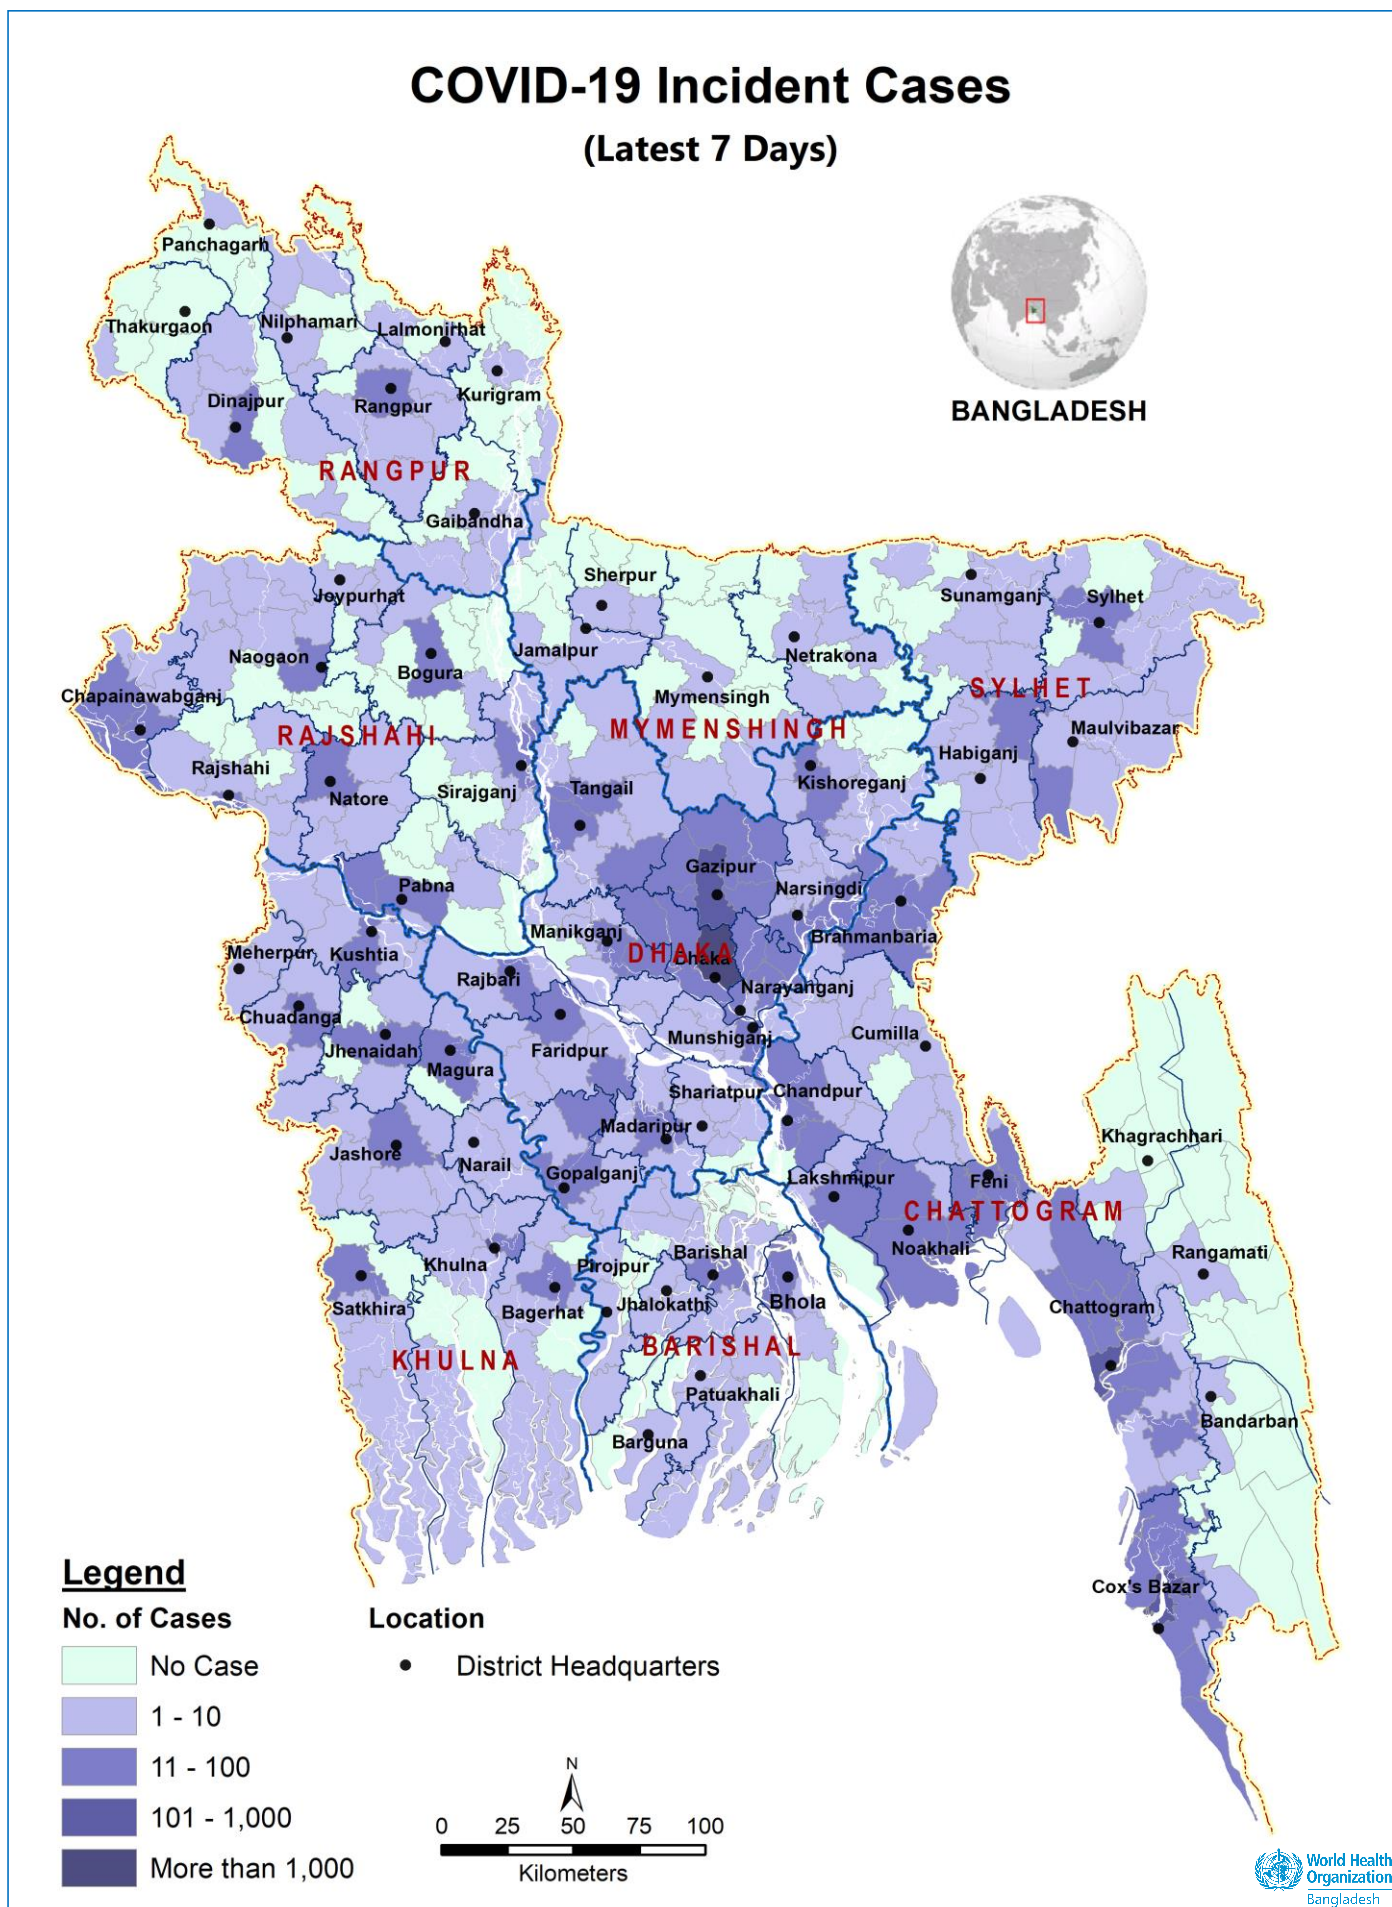 COVID-19 Incident Cases
(Latest 7 Days)
BANGLADESH
Panchagarh
Thakurgaon
Nilphamari
Lalmonirhat
Dinajpur
Rangpur
Kurigram
RANGPUR
Gaibandha
Sherpur
Joypurhat
Sunamganj
Sylhet
Jamalpur
Netrakona
Naogaon
Bogura
Mymensingh
Chapainawabganj
SYLHET
RAJSHAHI
MYMENSHINGH
Maulvibazar
Rajshahi
Habiganj
Natore
Sirajganj
Tangail
Kishoreganj
Gazipur
Pabna
Narsingdi
Manikganj
Brahmanbaria
Meherpur
Kushtia
DHAKA
Dhaka
Rajbari
Narayanganj
Chuadanga
Jhenaidah
Faridpur
Munshiganj
Cumilla
Magura
Shariatpur
Chandpur
Madaripur
Khagrachhari
Jashore
Narail
Gopalganj
Lakshmipur
Feni
CHATTOGRAM
Noakhali
Rangamati
Khulna
Pirojpur
Barishal
Satkhira
Bagerhat
Jhalokathi
Bhola
Chattogram
KHULNA
BARISHAL
Patuakhali
Bandarban
Barguna
Cox's Bazar
Legend
No. of Cases
Location
No Case
District Headquarters
1 - 10
11 - 100
101 - 1,000
More than 1,000
N
0 25 50 75 100
Kilometers
World Health
Organization
Bangladesh